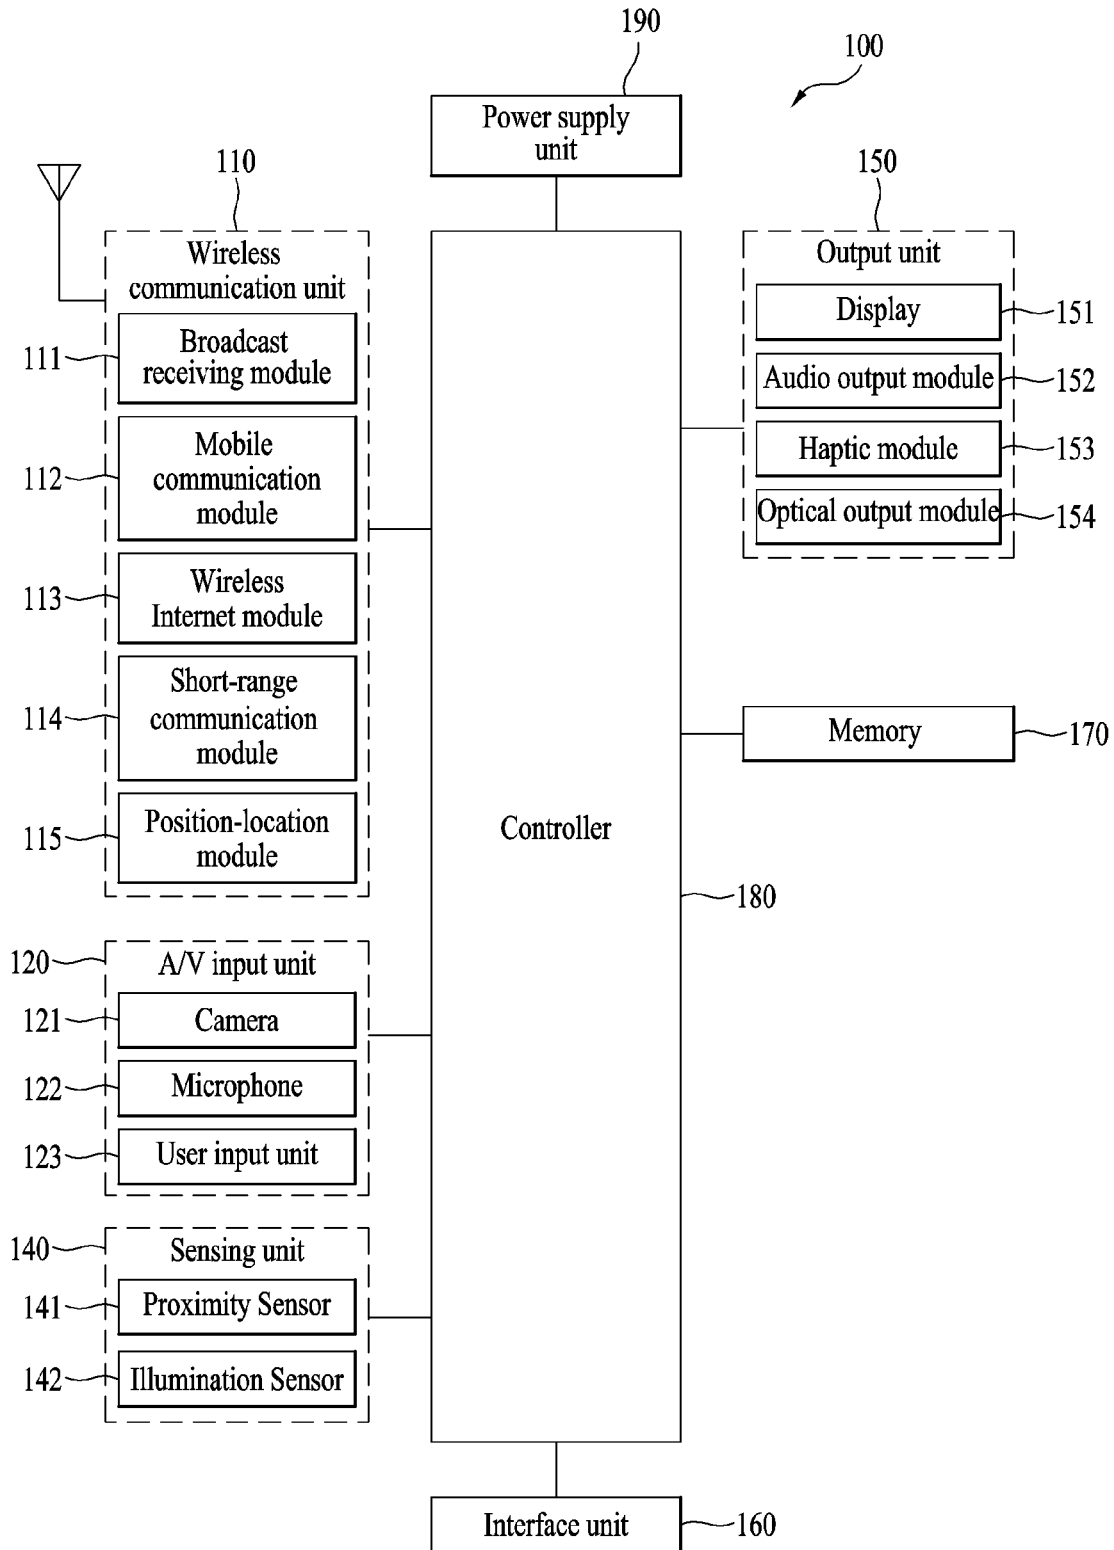 190
100
Power supply
unit
110
Wireless
communication unit
111
Broadcast
receiving module
112
Mobile
communication
module
113
Wireless
Internet module
114
Short-range
communication
module
115
Position-location
module
120
A/V input unit
121
Camera
122
Microphone
123
User input unit
140
Sensing unit
141
Proximity Sensor
142
Illumination Sensor
Controller
180
150
Output unit
Display
151
Audio output module
152
Haptic module
153
Optical output module
154
Memory
170
Interface unit
160